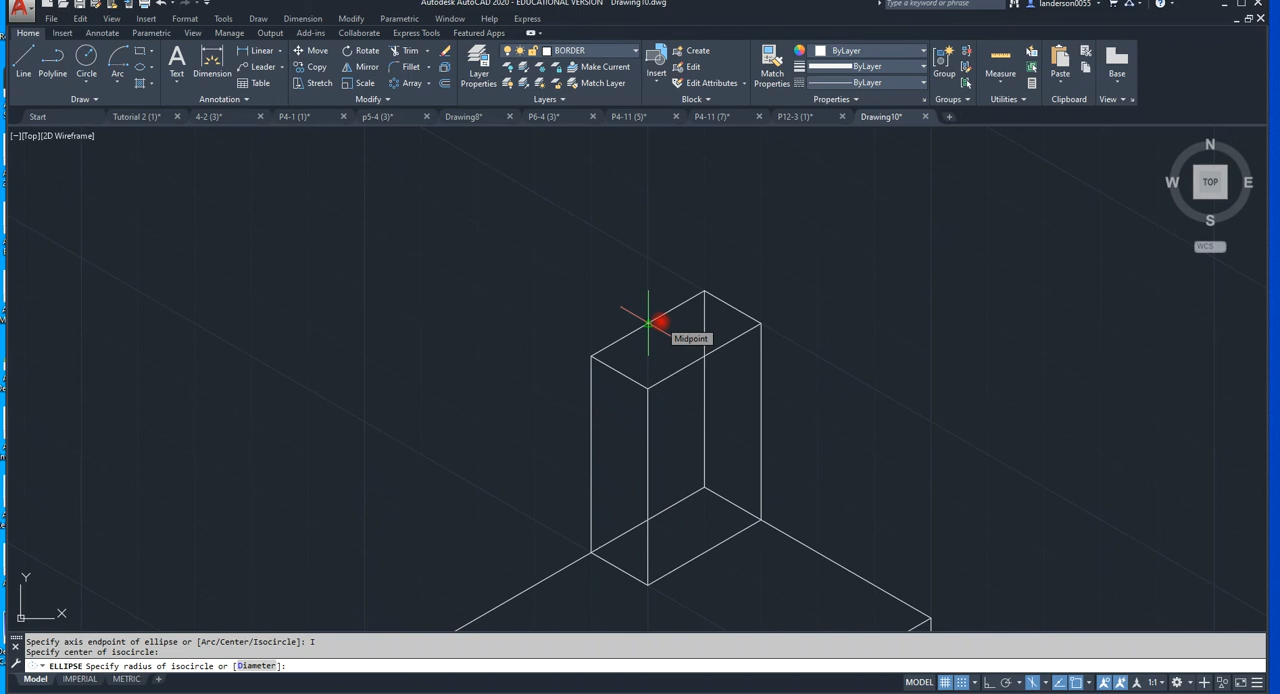 Autodesk AutoCAD 2020 - EDUCATIONAL VERSION Drawing10.dwg
Type a keyword or phrase
landerson0055
File Edit View Insert Format Tools Draw Dimension Modify Parametric Window Help Express
Home Insert Annotate Parametric View Manage Output Add-ins Collaborate Express Tools Featured Apps
Linear Move Rotate Trim BORDER Create ByLayer
Line Polyline Circle Arc Text Dimension Leader Copy Mirror Fillet Layer Properties Make Current Insert Edit Match Properties ByLayer Group Measure Paste Base
Table Stretch Scale Array Match Layer Edit Attributes ByLayer
Draw Annotation Modify Layers Block Properties Groups Utilities Clipboard View
Start Tutorial 2 (1)* 4-2 (3)* P4-1 (1)* p5-4 (3)* Drawing8* P6-4 (3)* P4-11 (5)* P4-11 (7)* P12-3 (1)* Drawing10*
[−][Top][2D Wireframe]
N
W TOP E
S
WCS
Midpoint
Y
X
Specify axis endpoint of ellipse or [Arc/Center/Isocircle]: I
Specify center of isocircle:
ELLIPSE Specify radius of isocircle or [Diameter]:
Model IMPERIAL METRIC + MODEL 1:1